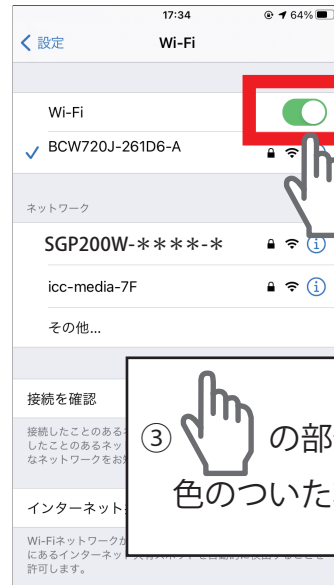 17:34
64%
設定
Wi-Fi
Wi-Fi
BCW720J-261D6-A
ネットワーク
SGP200W-＊＊＊＊-＊
icc-media-7F
その他...
接続を確認
接続したことのある
したことのあるネッ
なネットワークをお
③ の部
色のついた
インターネット
Wi-Fiネットワークが
にあるインターネット
許可します。